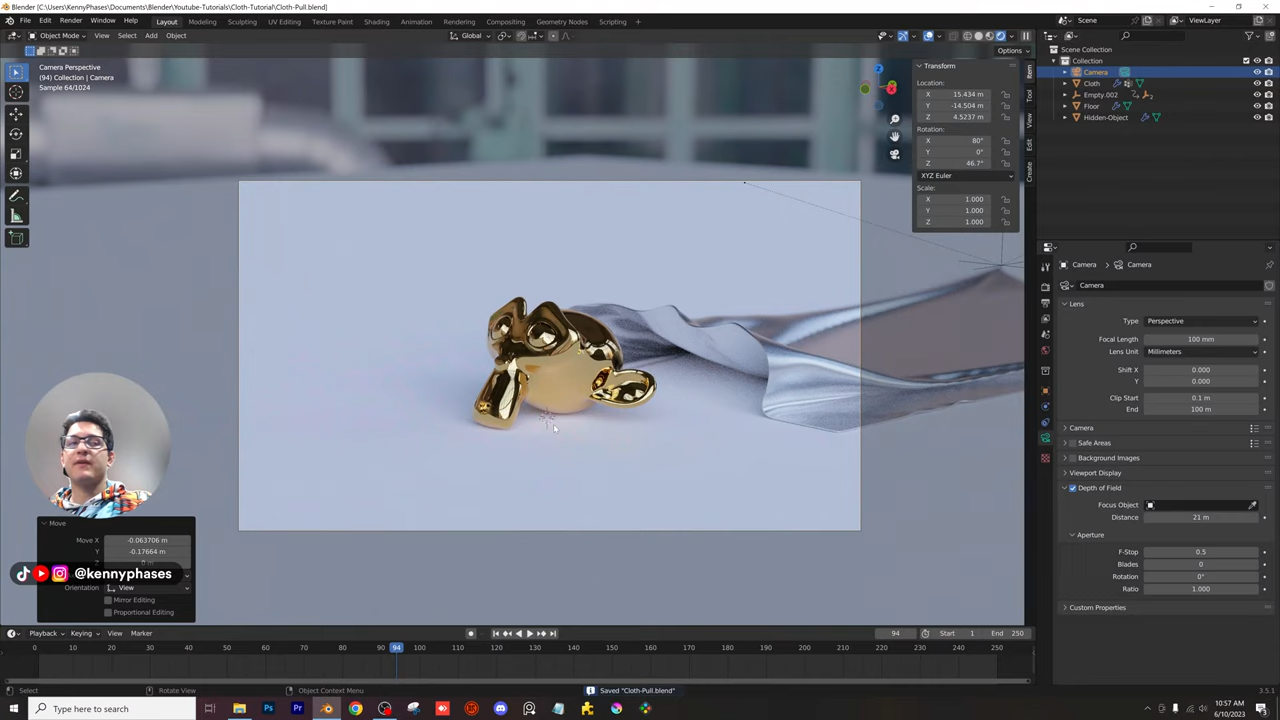 Blender [C:\Users\KennyPhases\Documents\Blender\Youtube-Tutorials\Cloth-Tutorial\Cloth-Pull.blend]
File Edit Render Window Help Layout Modeling Sculpting UV Editing Texture Paint Shading Animation Rendering Compositing Geometry Nodes Scripting + Scene ViewLayer
Object Mode View Select Add Object Global
Options
Camera Perspective
(94) Collection | Camera
Sample 64/1024
Transform
Location:
X 15.434 m
Y -14.504 m
Z 4.5237 m
Rotation:
X 80°
Y 0°
Z 46.7°
XYZ Euler
Scale:
X 1.000
Y 1.000
Z 1.000
Item
Tool
View
Edit
Create
Scene Collection
Collection
Camera
Cloth
Empty.002 2
Floor
Hidden-Object
Camera > Camera
Camera
Lens
Type Perspective
Focal Length 100 mm
Lens Unit Millimeters
Shift X 0.000
Y 0.000
Clip Start 0.1 m
End 100 m
Camera
Safe Areas
Background Images
Viewport Display
Depth of Field
Focus Object
Distance 21 m
Aperture
F-Stop 0.5
Blades 0
Rotation 0°
Ratio 1.000
Custom Properties
Move
Move X -0.063706 m
Y -0.17664 m
@kennyphases
Orientation View
Mirror Editing
Proportional Editing
Playback Keying View Marker 94 Start 1 End 250
0 10 20 30 40 50 60 70 80 94 100 110 120 130 140 150 160 170 180 190 200 210 220 230 240 250
Select Rotate View Object Context Menu Saved "Cloth-Pull.blend" 3.5.1
Type here to search
10:57 AM
6/10/2023